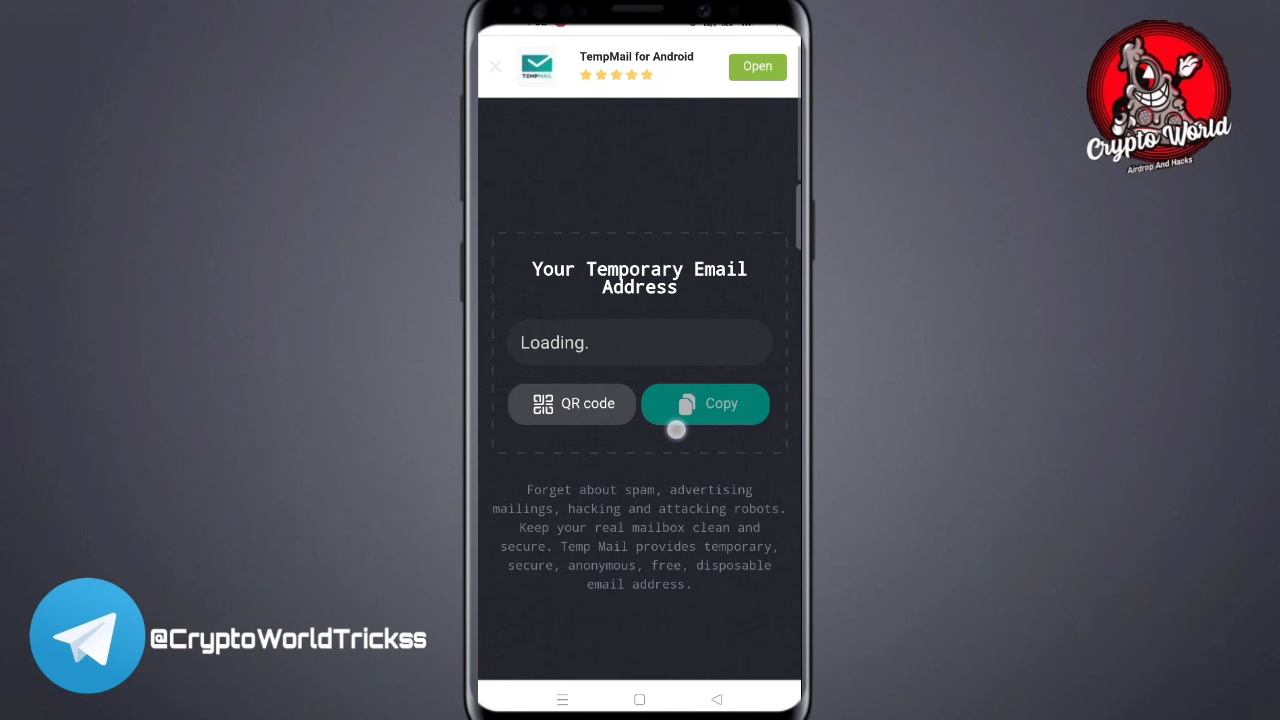 TempMail for Android
Open
TEMPMAIL
Your Temporary Email
Address
Loading.
QR code
Copy
Forget about spam, advertising
mailings, hacking and attacking robots.
Keep your real mailbox clean and
secure. Temp Mail provides temporary,
secure, anonymous, free, disposable
email address.
Crypto World
Airdrop And Hacks
@CryptoWorldTrickss